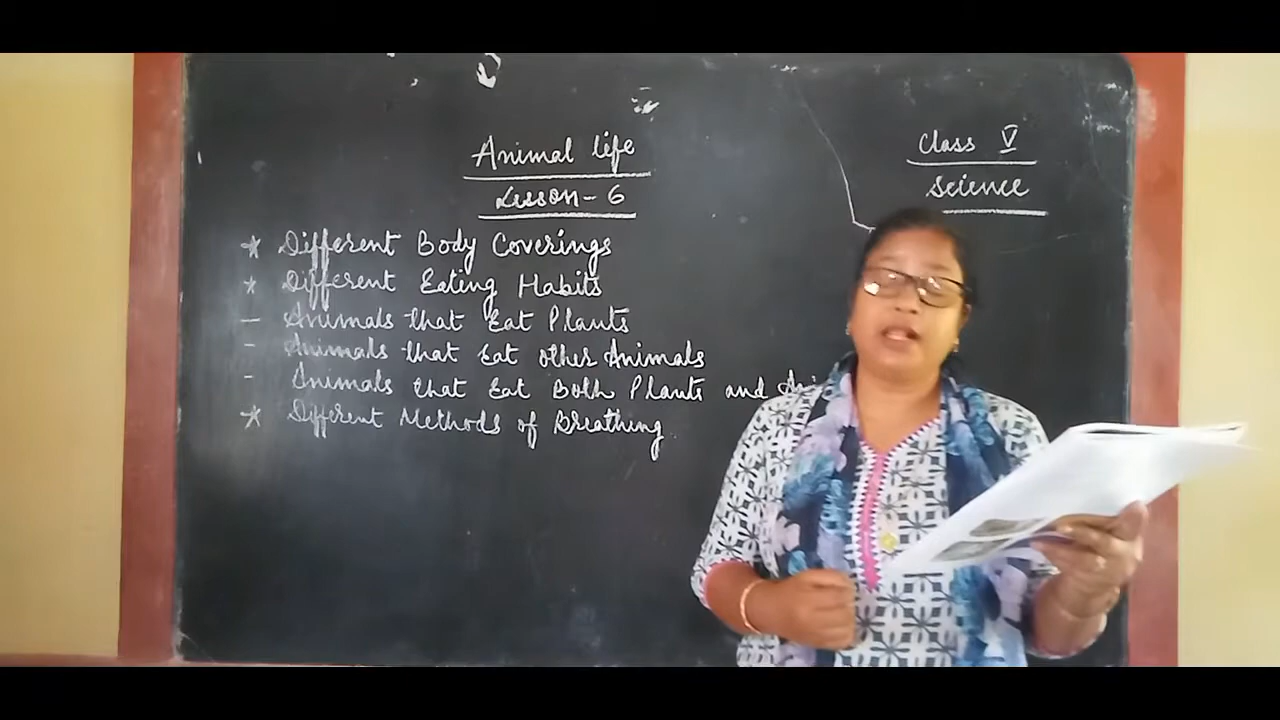 Animal life
Lesson - 6
Class V
Science
* Different Body Coverings
* Different Eating Habits
— Animals that Eat Plants
- Animals that Eat other Animals
- Animals that Eat Both Plants and
* Different Methods of Breathing.